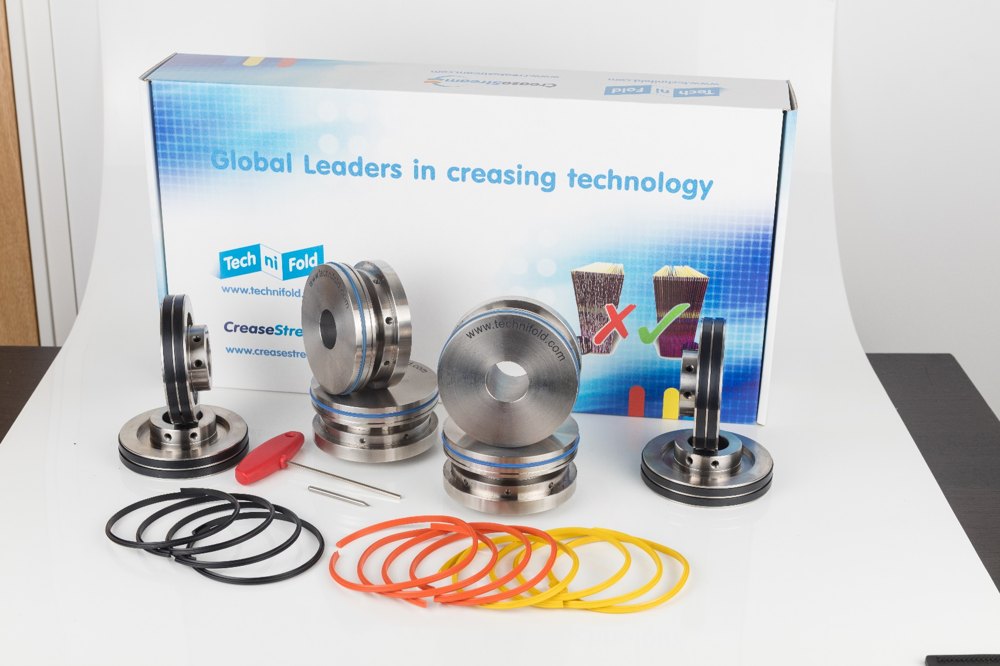 www.creasestream.com
CreaseStream
www.technifold.com
Tech ni Fold
Global Leaders in creasing technology
Tech ni Fold
www.technifold.
CreaseStre
www.creasestre
www.technifold.com
www.technifold.com
d.com